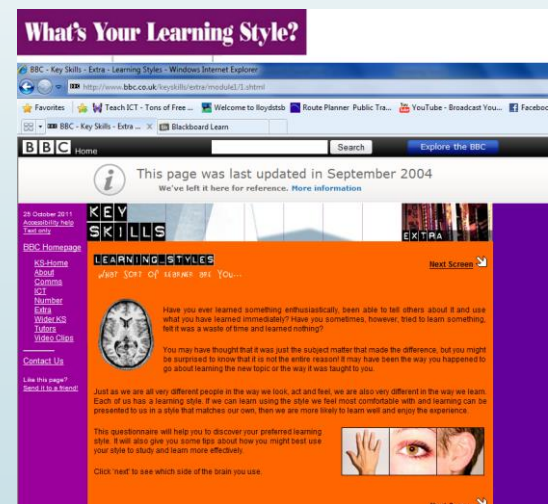 What's Your Learning Style?
BBC - Key Skills - Extra - Learning Styles - Windows Internet Explorer
http://www.bbc.co.uk/keyskills/extra/module1/1.shtml
Favorites Teach ICT - Tons of Free ... Welcome to lloydstsb Route Planner Public Tra... YouTube - Broadcast You... Facebook
BBC - Key Skills - Extra ... X Blackboard Learn
BBC Home Search Explore the BBC
This page was last updated in September 2004
We've left it here for reference. More information
25 October 2011
Accessibility help
Text only
BBC Homepage
KS-Home
About
Comms
ICT
Number
Extra
Wider KS
Tutors
Video Clips
Contact Us
Like this page?
Send it to a friend!
KEY
SKILLS
EXTRA
LEARNING_STYLES
WHAT SORT OF LEARNER ARE YOU...
Next Screen
Have you ever learned something enthusiastically, been able to tell others about it and use
what you have learned immediately? Have you sometimes, however, tried to learn something,
felt it was a waste of time and learned nothing?
You may have thought that it was just the subject matter that made the difference, but you might
be surprised to know that it is not the entire reason! It may have been the way you happened to
go about learning the new topic or the way it was taught to you.
Just as we are all very different people in the way we look, act and feel, we are also very different in the way we learn.
Each of us has a learning style. If we can learn using the style we feel most comfortable with and learning can be
presented to us in a style that matches our own, then we are more likely to learn well and enjoy the experience.
This questionnaire will help you to discover your preferred learning
style. It will also give you some tips about how you might best use
your style to study and learn more effectively.
Click 'next' to see which side of the brain you use.